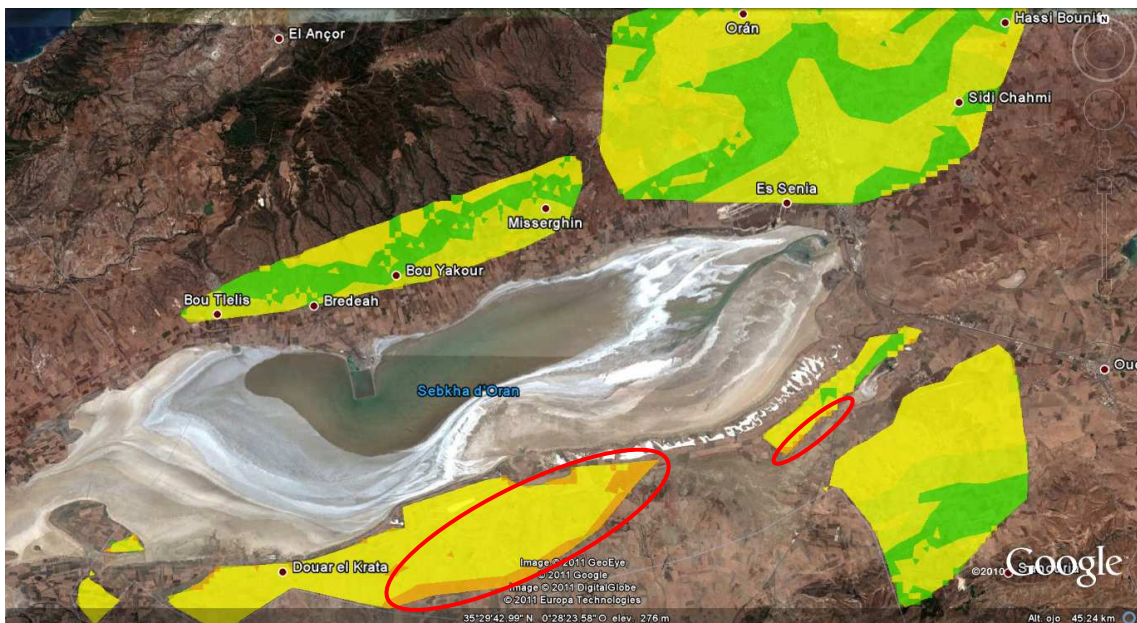 El Ançor
Orán
Hassi Bounif
N
Sidi Chahmi
Es Senia
Misserghin
Bou Yakour
Bou Tlelis
Bredeah
Sebkha d'Oran
Douar el Krata
Image © 2011 GeoEye
© 2011 Google
Image © 2011 DigitalGlobe
© 2011 Europa Technologies
©2010 Google
35°29'42.99" N 0°28'23.58" O elev. 276 m
Alt. ojo 45.24 km